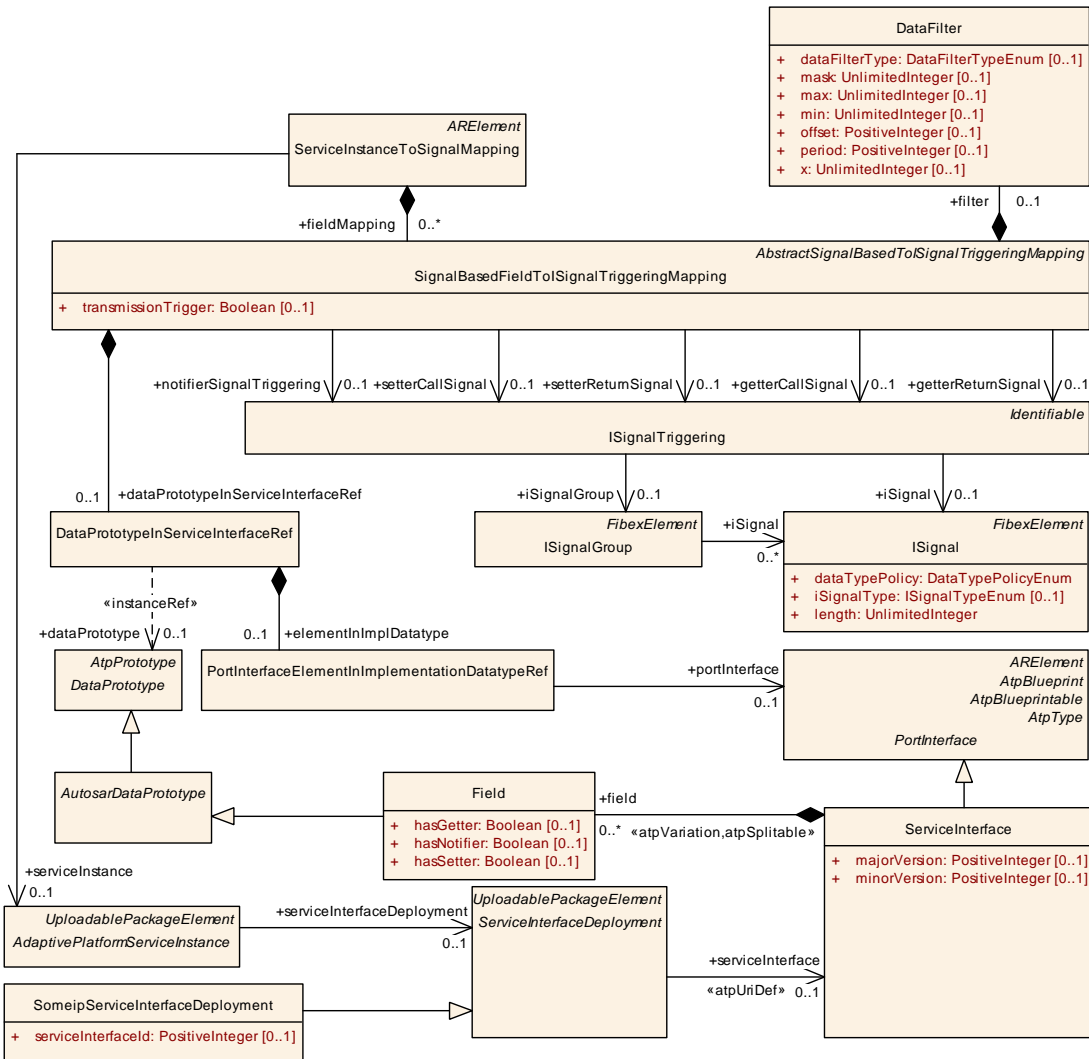 DataFilter
+ dataFilterType: DataFilterTypeEnum [0..1]
+ mask: UnlimitedInteger [0..1]
+ max: UnlimitedInteger [0..1]
+ min: UnlimitedInteger [0..1]
+ offset: PositiveInteger [0..1]
+ period: PositiveInteger [0..1]
+ x: UnlimitedInteger [0..1]
ARElement
ServiceInstanceToSignalMapping
+filter 0..1
+fieldMapping 0..*
AbstractSignalBasedToISignalTriggeringMapping
SignalBasedFieldToISignalTriggeringMapping
+ transmissionTrigger: Boolean [0..1]
+notifierSignalTriggering 0..1 +setterCallSignal 0..1 +setterReturnSignal 0..1 +getterCallSignal 0..1 +getterReturnSignal 0..1
Identifiable
ISignalTriggering
0..1 +dataPrototypeInServiceInterfaceRef
+iSignalGroup 0..1 +iSignal 0..1
DataPrototypeInServiceInterfaceRef
FibexElement
ISignalGroup
+iSignal
0..*
FibexElement
ISignal
+ dataTypePolicy: DataTypePolicyEnum
+ iSignalType: ISignalTypeEnum [0..1]
+ length: UnlimitedInteger
«instanceRef»
+dataPrototype 0..1
0..1 +elementInImplDatatype
AtpPrototype
DataPrototype
PortInterfaceElementInImplementationDatatypeRef
+portInterface
0..1
ARElement
AtpBlueprint
AtpBlueprintable
AtpType
PortInterface
AutosarDataPrototype
Field
+ hasGetter: Boolean [0..1]
+ hasNotifier: Boolean [0..1]
+ hasSetter: Boolean [0..1]
+field
0..* «atpVariation,atpSplitable»
ServiceInterface
+ majorVersion: PositiveInteger [0..1]
+ minorVersion: PositiveInteger [0..1]
+serviceInstance
0..1
UploadablePackageElement
AdaptivePlatformServiceInstance
+serviceInterfaceDeployment
0..1
UploadablePackageElement
ServiceInterfaceDeployment
+serviceInterface
«atpUriDef» 0..1
SomeipServiceInterfaceDeployment
+ serviceInterfaceId: PositiveInteger [0..1]